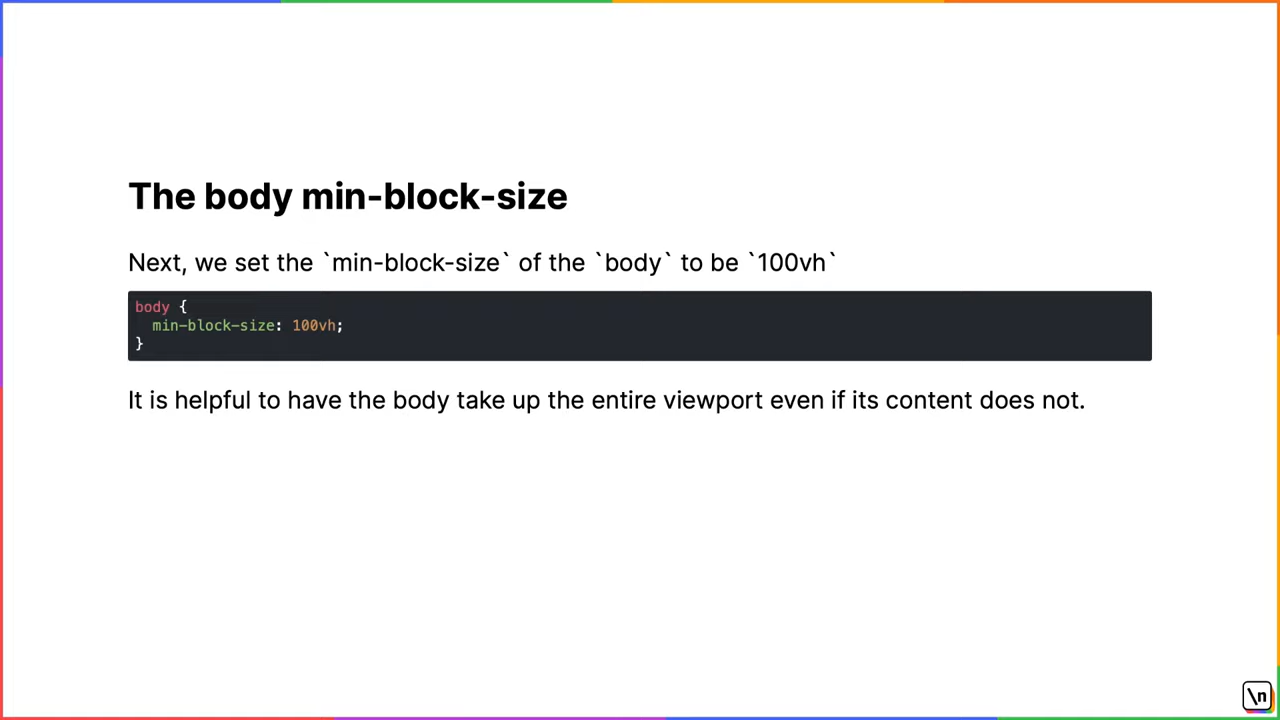 The body min-block-size
Next, we set the `min-block-size` of the `body` to be `100vh`
body {
  min-block-size: 100vh;
}
It is helpful to have the body take up the entire viewport even if its content does not.
\n